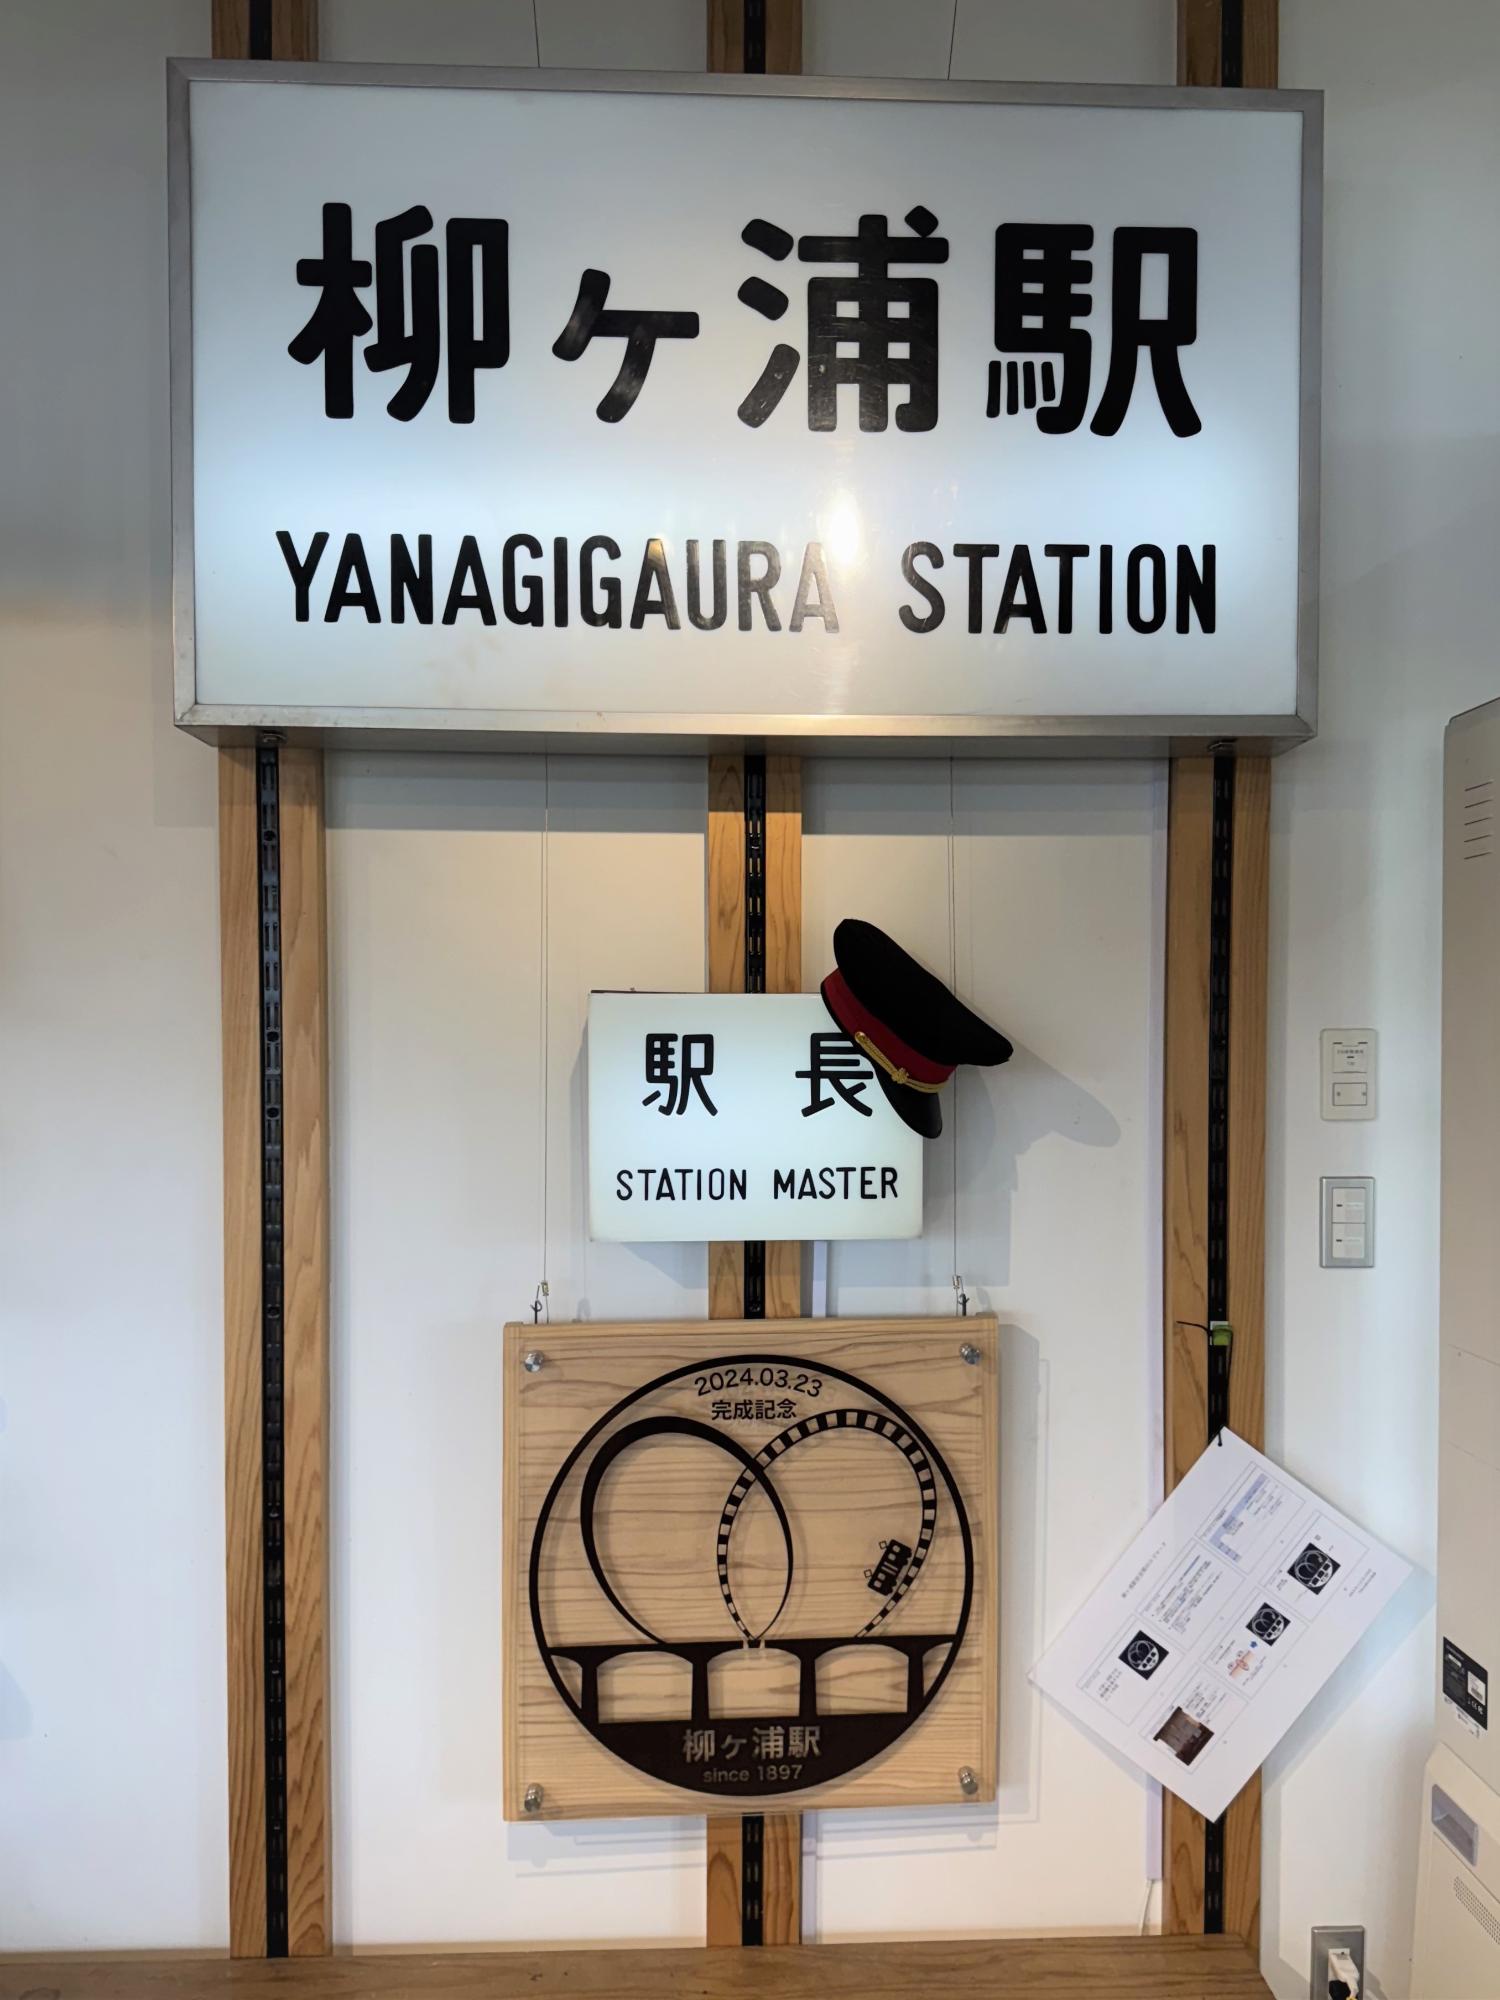 柳ヶ浦駅
YANAGIGAURA STATION
駅 長
STATION MASTER
2024.03.23
完成記念
柳ヶ浦駅
since 1897